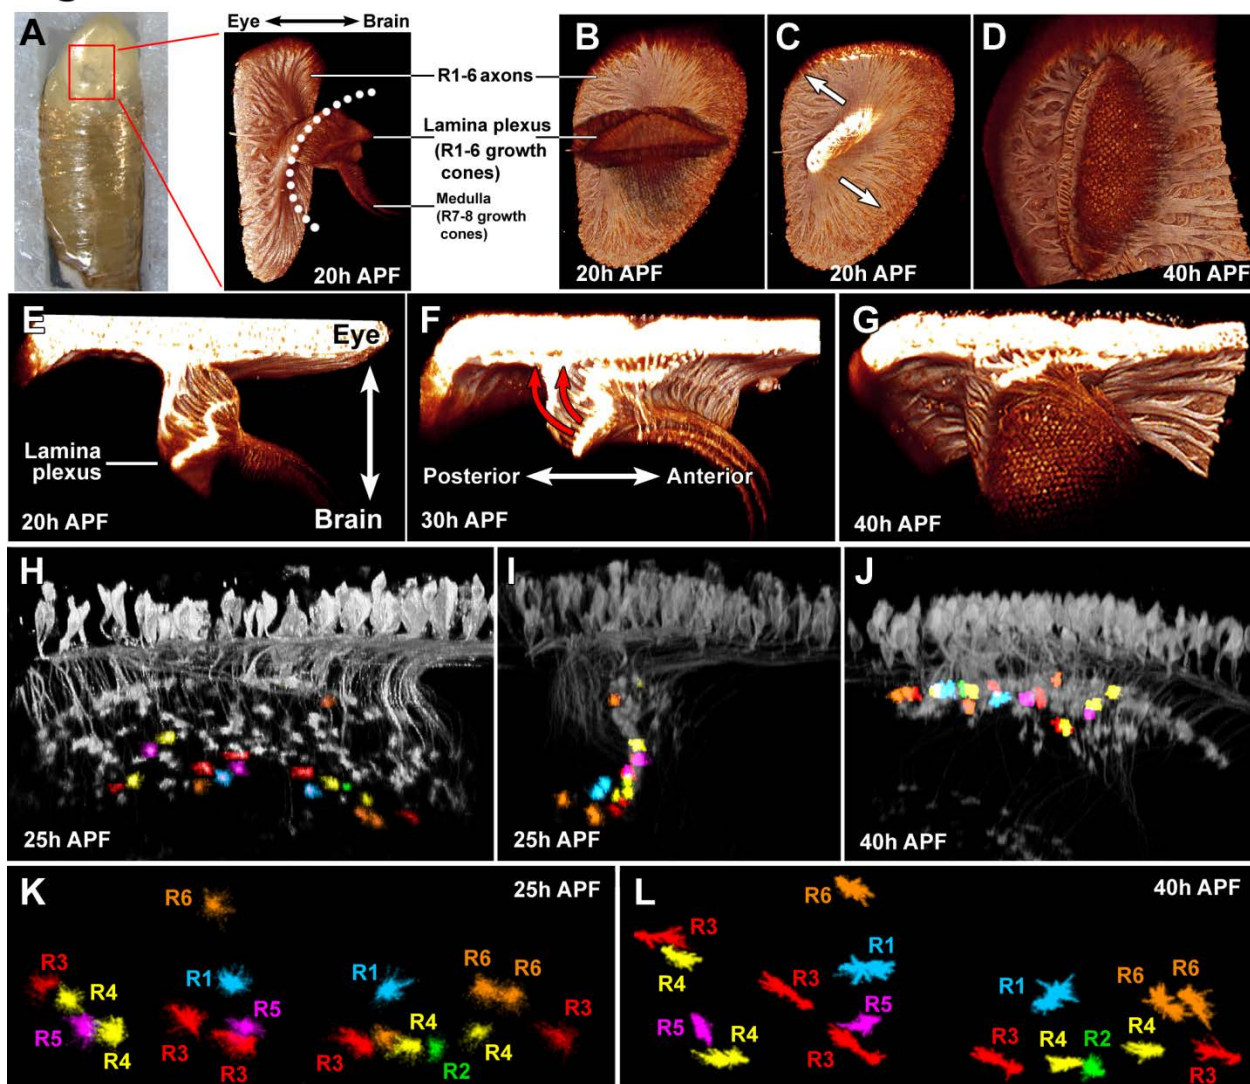 A
Eye
Brain
R1-6 axons
Lamina plexus
(R1-6 growth
cones)
Medulla
(R7-8 growth
cones)
20h APF
B
C
20h APF
D
40h APF
E
Eye
Lamina
plexus
Brain
20h APF
F
Posterior
Anterior
30h APF
G
40h APF
H
25h APF
I
25h APF
J
40h APF
K
25h APF
R6
R3
R4
R5
R4
R1
R5
R3
R3
R1
R6
R6
R3
R4
R3
R2
R4
L
40h APF
R6
R3
R4
R1
R3
R5
R5
R4
R3
R1
R6
R6
R3
R4
R2
R4
R3